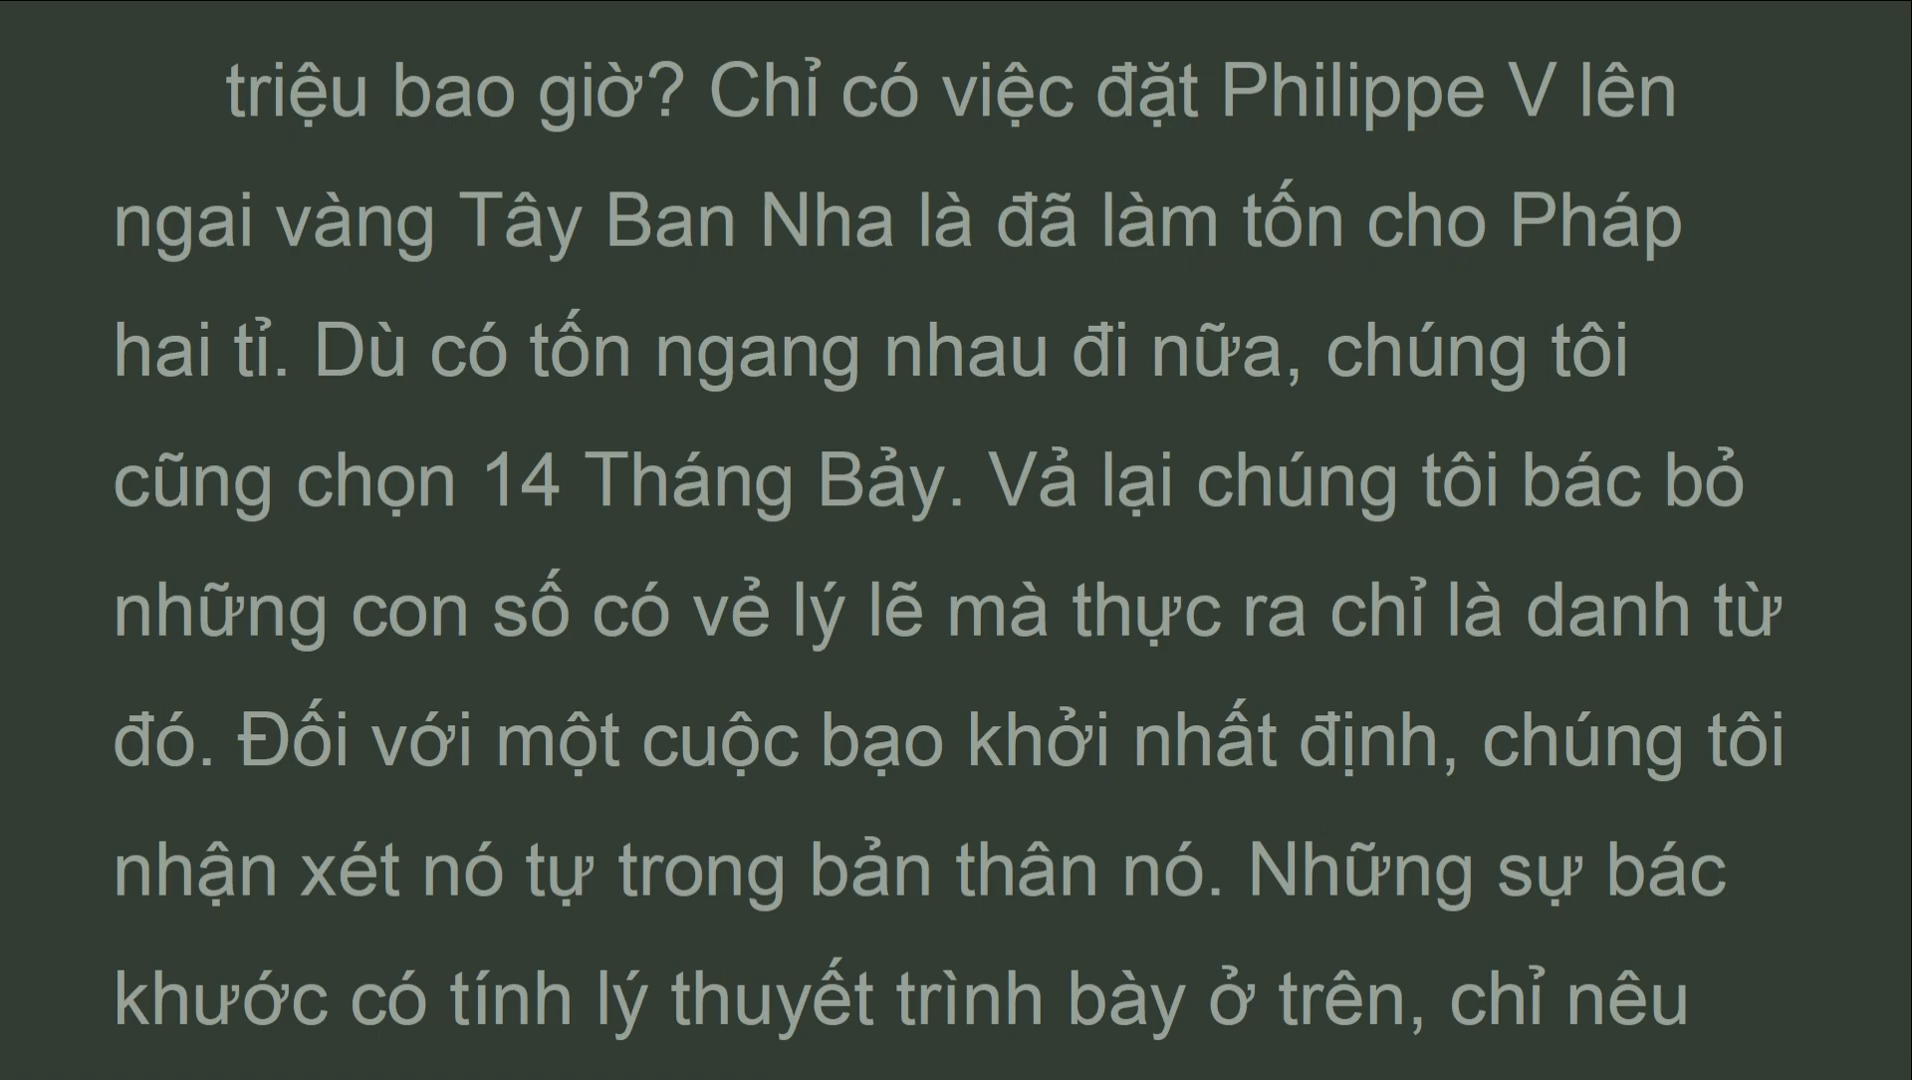 triệu bao giờ? Chỉ có việc đặt Philippe V lên
ngai vàng Tây Ban Nha là đã làm tốn cho Pháp
hai tỉ. Dù có tốn ngang nhau đi nữa, chúng tôi
cũng chọn 14 Tháng Bảy. Vả lại chúng tôi bác bỏ
những con số có vẻ lý lẽ mà thực ra chỉ là danh từ
đó. Đối với một cuộc bạo khởi nhất định, chúng tôi
nhận xét nó tự trong bản thân nó. Những sự bác
khước có tính lý thuyết trình bày ở trên, chỉ nêu